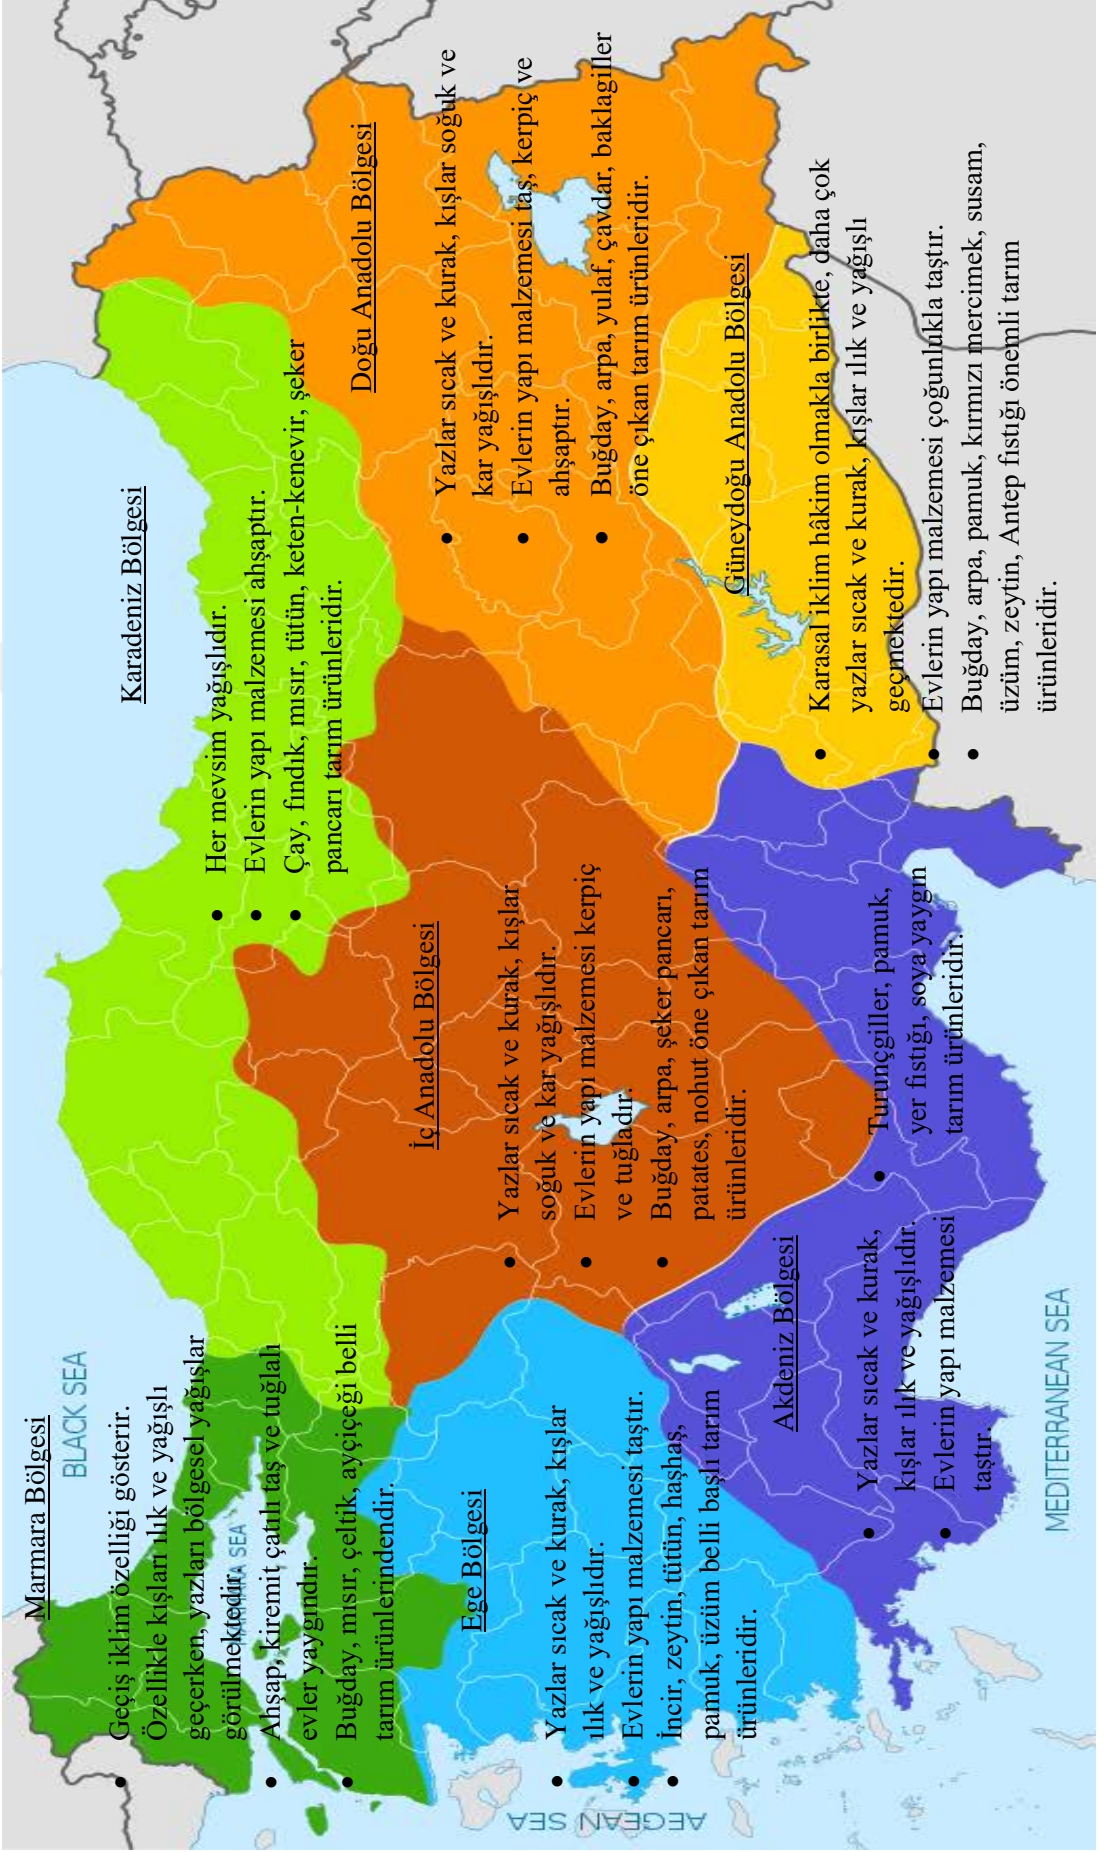 Marmara Bölgesi
BLACK SEA
• Geçiş iklim özelliği gösterir.
Özellikle kışları ılık ve yağışlı
geçerken, yazları bölgesel yağışlar
görülmektedir.
MARMARA SEA
• Ahşap, kiremit çatılı taş ve tuğlalı
evler yaygındır.
• Buğday, mısır, çeltik, ayçiçeği belli
tarım ürünlerindendir.
Karadeniz Bölgesi
• Her mevsim yağışlıdır.
• Evlerin yapı malzemesi ahşaptır.
• Çay, fındık, mısır, tütün, keten-kenevir, şeker
pancarı tarım ürünleridir.
Doğu Anadolu Bölgesi
• Yazlar sıcak ve kurak, kışlar soğuk ve
kar yağışlıdır.
• Evlerin yapı malzemesi taş, kerpiç ve
ahşaptır.
• Buğday, arpa, yulaf, çavdar, baklagiller
öne çıkan tarım ürünleridir.
İç Anadolu Bölgesi
• Yazlar sıcak ve kurak, kışlar
soğuk ve kar yağışlıdır.
• Evlerin yapı malzemesi kerpiç
ve tuğladır.
• Buğday, arpa, şeker pancarı,
patates, nohut öne çıkan tarım
ürünleridir.
Ege Bölgesi
AEGEAN SEA
• Yazlar sıcak ve kurak, kışlar
ılık ve yağışlıdır.
• Evlerin yapı malzemesi taştır.
• İncir, zeytin, tütün, haşhaş,
pamuk, üzüm belli başlı tarım
ürünleridir.
Güneydoğu Anadolu Bölgesi
• Karasal iklim hâkim olmakla birlikte, daha çok
yazlar sıcak ve kurak, kışlar ılık ve yağışlı
geçmektedir.
• Evlerin yapı malzemesi çoğunlukla taştır.
• Buğday, arpa, pamuk, kırmızı mercimek, susam,
üzüm, zeytin, Antep fıstığı önemli tarım
ürünleridir.
Akdeniz Bölgesi
• Yazlar sıcak ve kurak,
kışlar ılık ve yağışlıdır.
• Evlerin yapı malzemesi
taştır.
• Turunçgiller, pamuk,
yer fıstığı, soya yaygın
tarım ürünleridir.
MEDITERRANEAN SEA